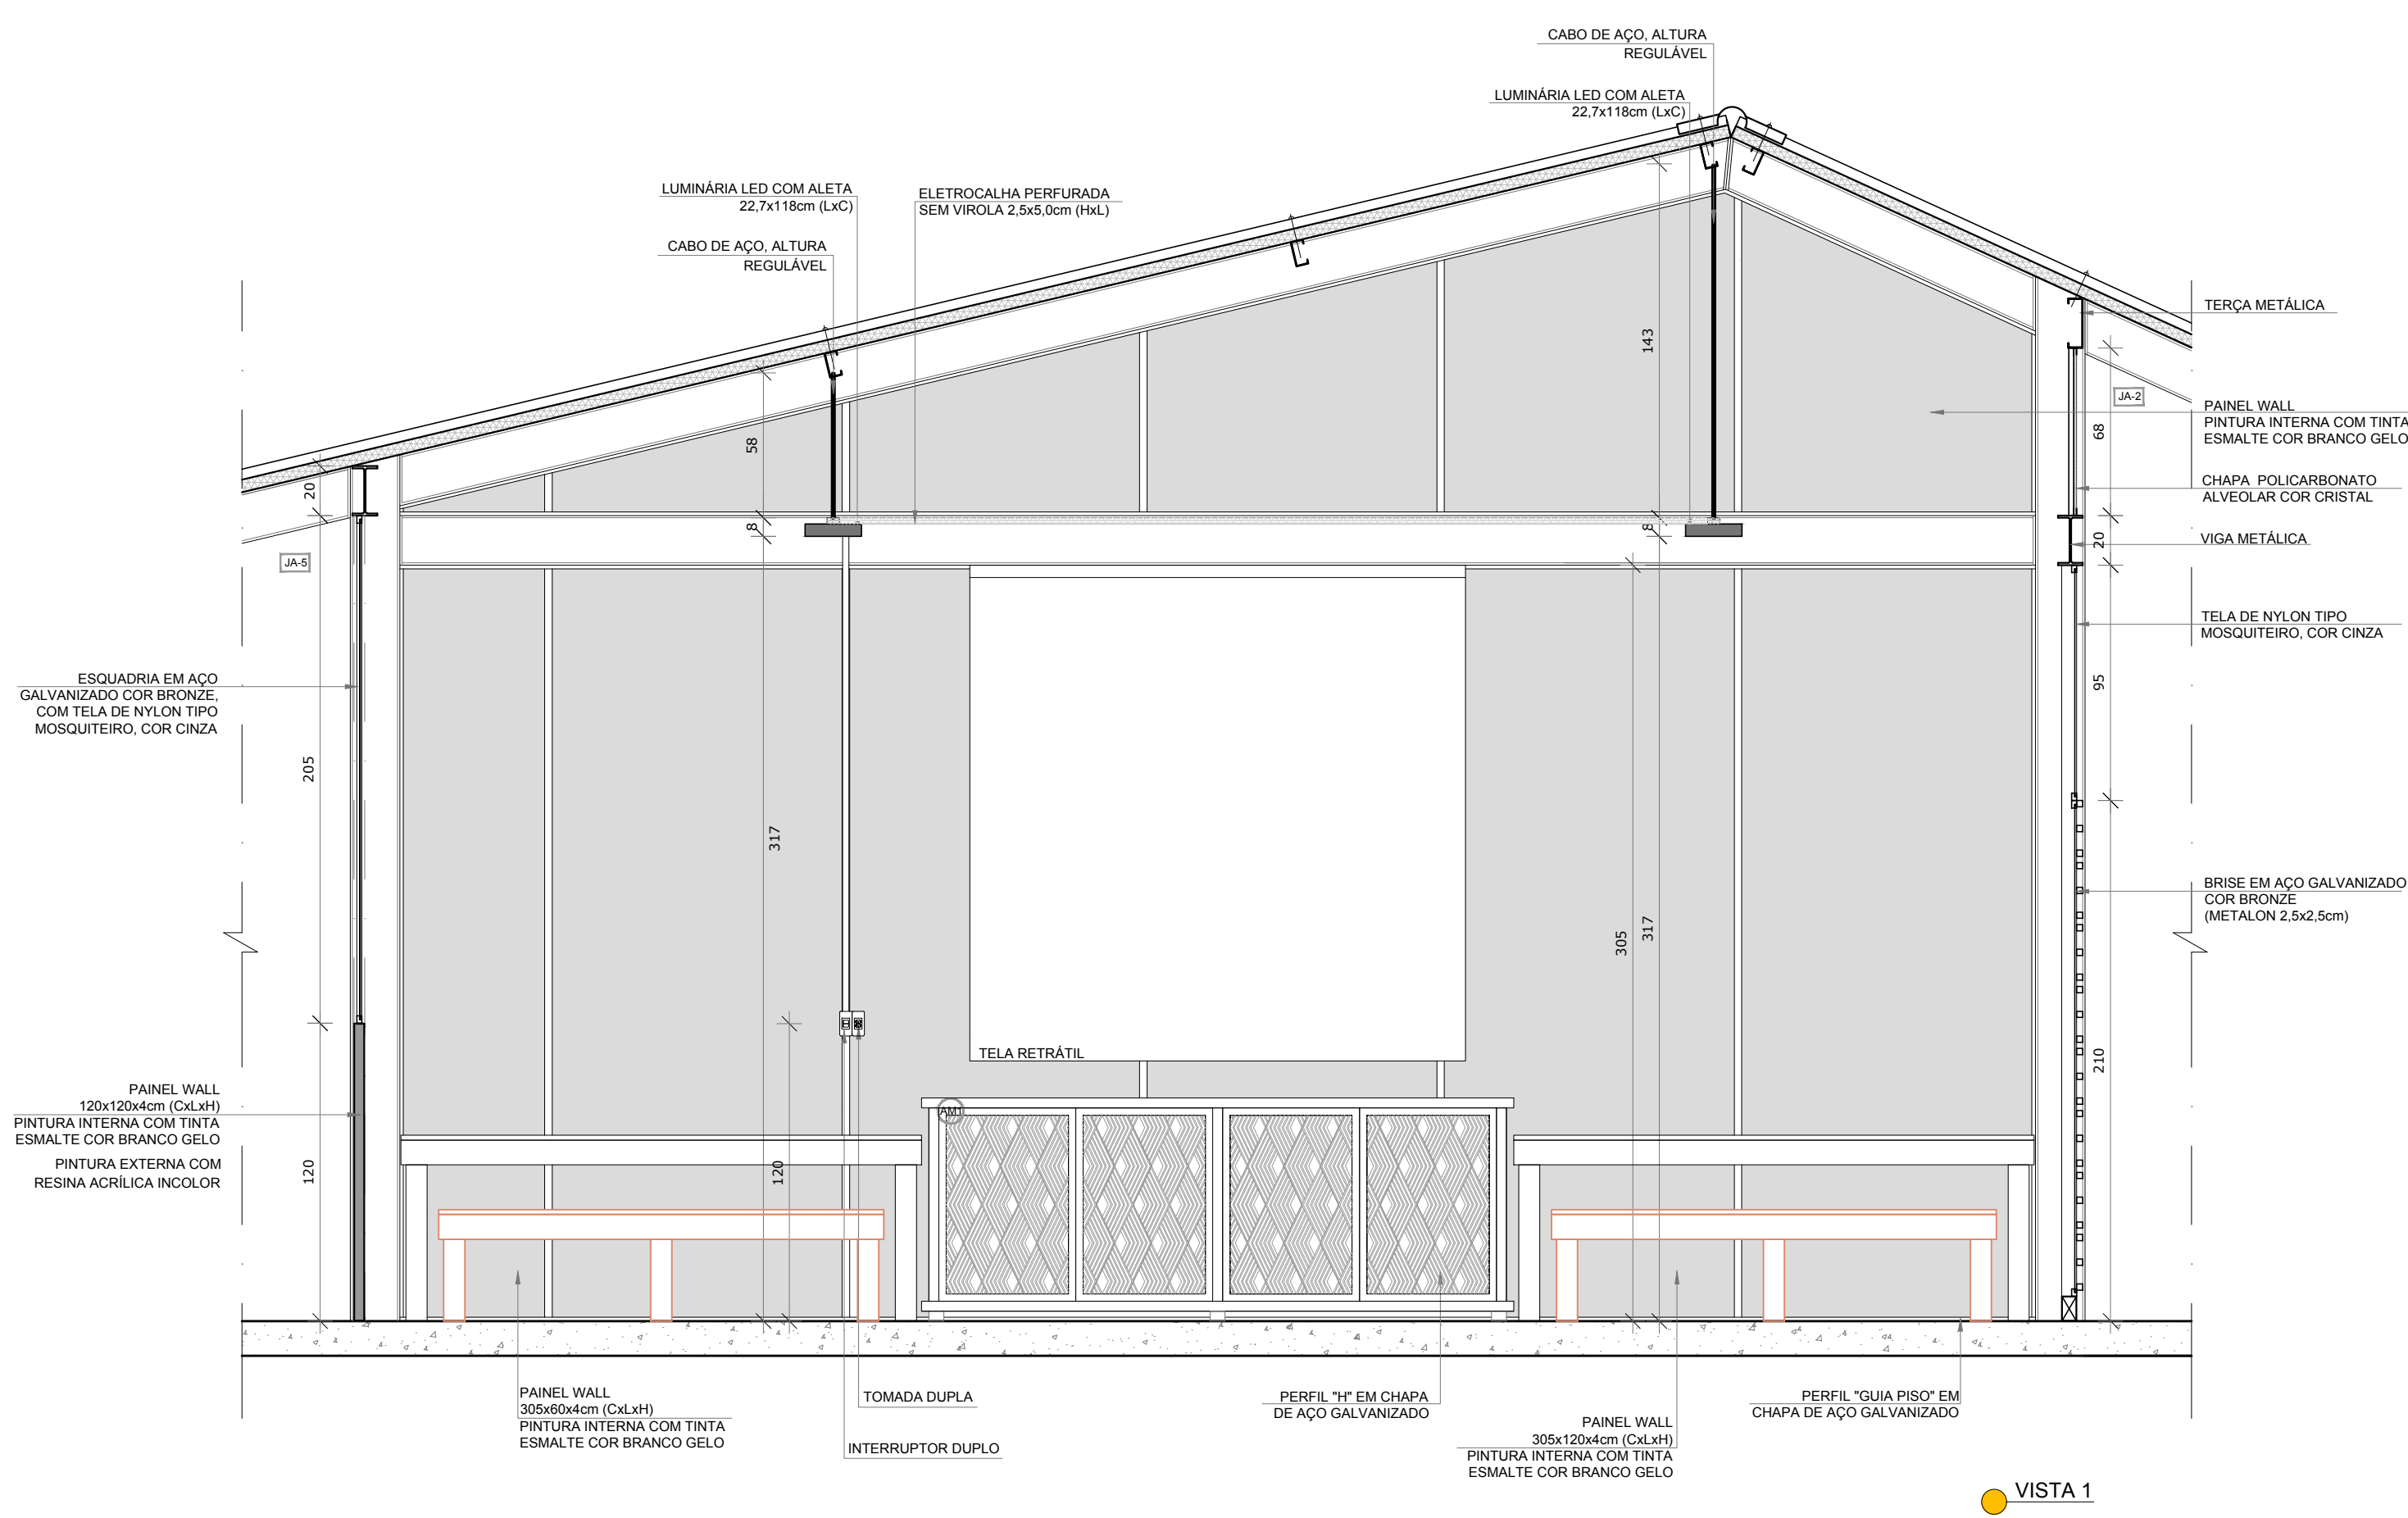 CABO DE AÇO, ALTURA
REGULÁVEL
LUMINÁRIA LED COM ALETA
22,7x118cm (LxC)
LUMINÁRIA LED COM ALETA
22,7x118cm (LxC)
ELETROCALHA PERFURADA
SEM VIROLA 2,5x5,0cm (HxL)
CABO DE AÇO, ALTURA
REGULÁVEL
TERÇA METÁLICA
143
JA-2
PAINEL WALL
PINTURA INTERNA COM TINTA
ESMALTE COR BRANCO GELO
58
68
20
CHAPA POLICARBONATO
ALVEOLAR COR CRISTAL
8
8
20
VIGA METÁLICA
JA-5
TELA DE NYLON TIPO
MOSQUITEIRO, COR CINZA
ESQUADRIA EM AÇO
GALVANIZADO COR BRONZE,
COM TELA DE NYLON TIPO
MOSQUITEIRO, COR CINZA
95
205
317
305
317
BRISE EM AÇO GALVANIZADO
COR BRONZE
(METALON 2,5x2,5cm)
TELA RETRÁTIL
210
PAINEL WALL
120x120x4cm (CxLxH)
PINTURA INTERNA COM TINTA
ESMALTE COR BRANCO GELO
PINTURA EXTERNA COM
RESINA ACRÍLICA INCOLOR
AM1
120
120
PAINEL WALL
305x60x4cm (CxLxH)
PINTURA INTERNA COM TINTA
ESMALTE COR BRANCO GELO
TOMADA DUPLA
INTERRUPTOR DUPLO
PERFIL "H" EM CHAPA
DE AÇO GALVANIZADO
PAINEL WALL
305x120x4cm (CxLxH)
PINTURA INTERNA COM TINTA
ESMALTE COR BRANCO GELO
PERFIL "GUIA PISO" EM
CHAPA DE AÇO GALVANIZADO
VISTA 1